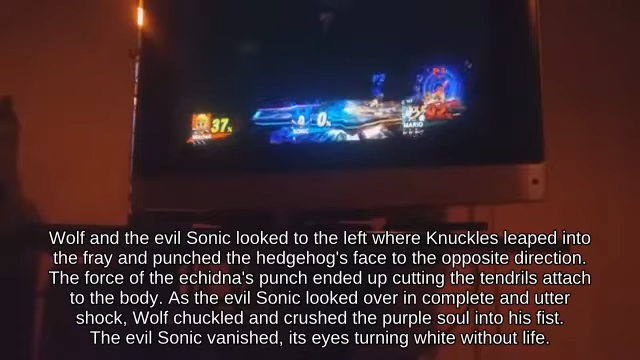 P2
37%
0%
SONIC
MARIO
Wolf and the evil Sonic looked to the left where Knuckles leaped into
the fray and punched the hedgehog's face to the opposite direction.
The force of the echidna's punch ended up cutting the tendrils attach
to the body. As the evil Sonic looked over in complete and utter
shock, Wolf chuckled and crushed the purple soul into his fist.
The evil Sonic vanished, its eyes turning white without life.